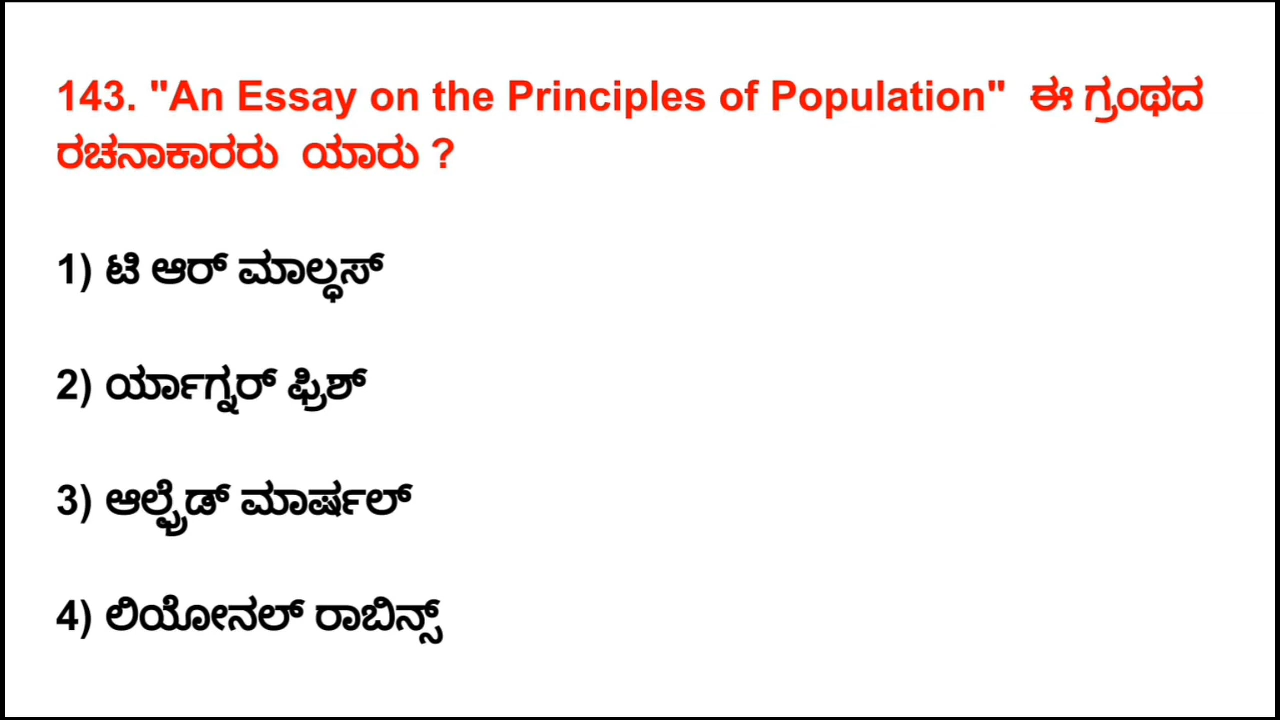 143. "An Essay on the Principles of Population" ಈ ಗ್ರಂಥದ
ರಚನಾಕಾರರು ಯಾರು ?
1) ಟಿ ಆರ್ ಮಾಲ್ಧಸ್
2) ರ್ಯಾಗ್ನರ್ ಫ್ರಿಶ್
3) ಆಲ್ಫ್ರೆಡ್ ಮಾರ್ಷಲ್
4) ಲಿಯೋನಲ್ ರಾಬಿನ್ಸ್